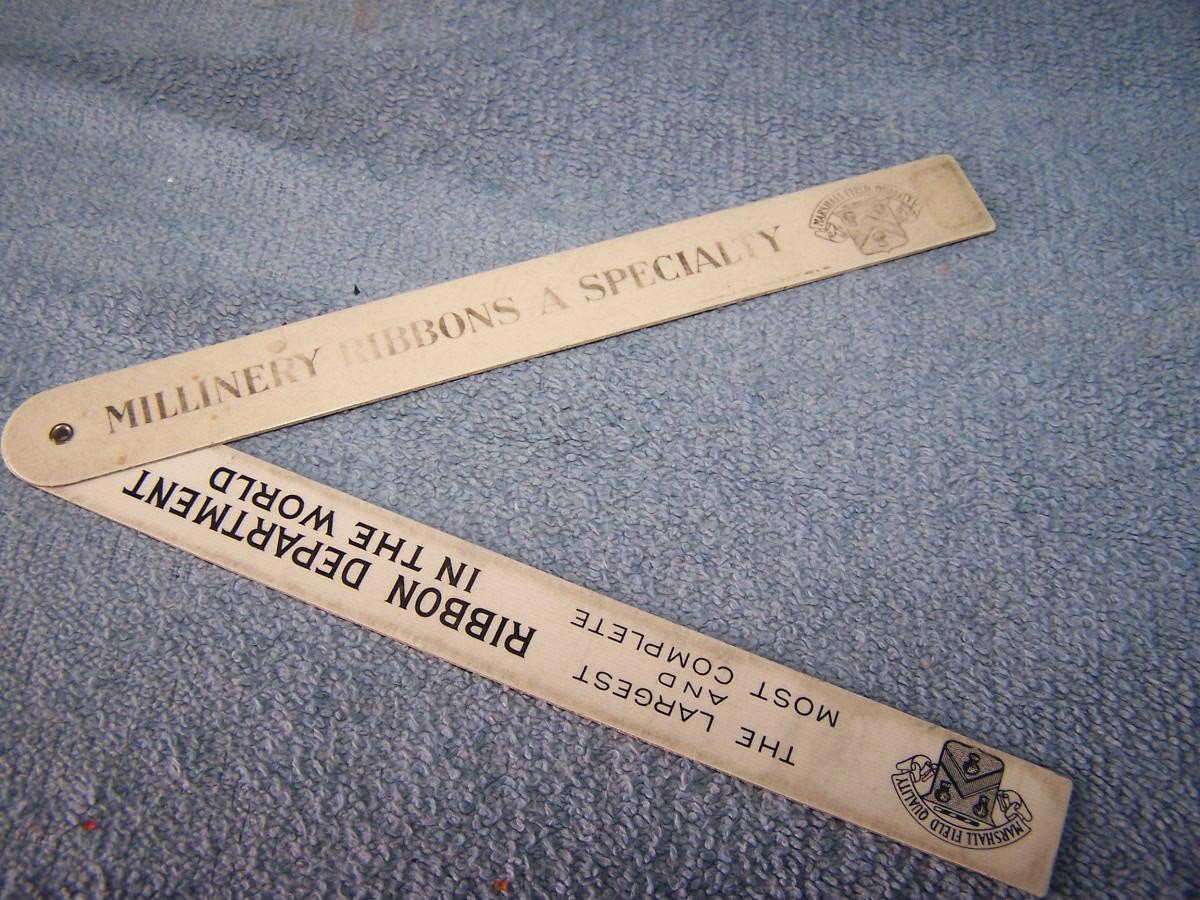 MILLINERY RIBBONS A SPECIALTY
MARSHALL FIELD QUALITY
MARSHALL FIELD QUALITY
THE LARGEST
AND
MOST COMPLETE
RIBBON DEPARTMENT
IN THE WORLD